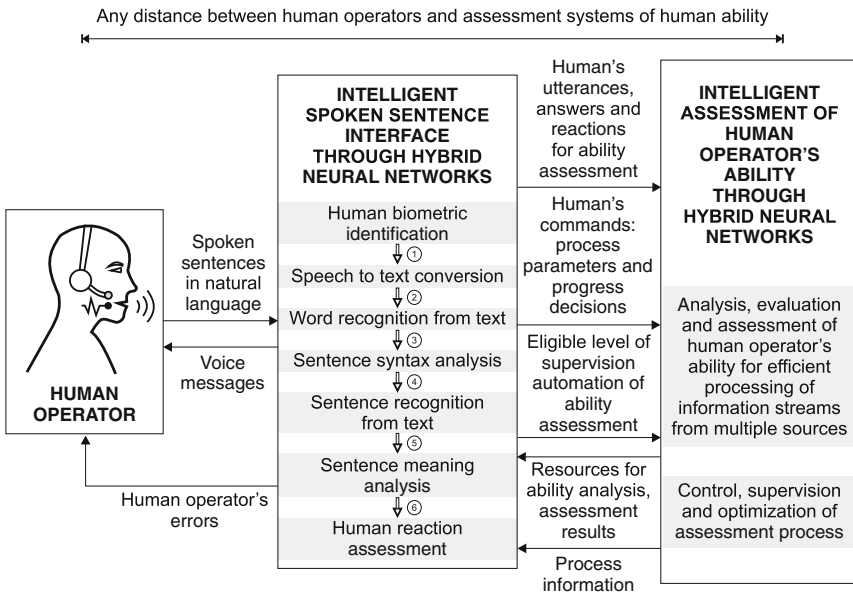 Any distance between human operators and assessment systems of human ability
HUMAN
OPERATOR
Spoken
sentences
in natural
language
Voice
messages
Human operator's
errors
INTELLIGENT
SPOKEN SENTENCE
INTERFACE
THROUGH HYBRID
NEURAL NETWORKS
Human biometric
identification
1
Speech to text conversion
2
Word recognition from text
3
Sentence syntax analysis
4
Sentence recognition
from text
5
Sentence meaning
analysis
6
Human reaction
assessment
Human's
utterances,
answers and
reactions
for ability
assessment
Human's
commands:
process
parameters and
progress
decisions
Eligible level of
supervision
automation of
ability
assessment
Resources for
ability analysis,
assessment
results
Process
information
INTELLIGENT
ASSESSMENT OF
HUMAN
OPERATOR'S
ABILITY
THROUGH
HYBRID NEURAL
NETWORKS
Analysis, evaluation
and assessment of
human operator's
ability for efficient
processing of
information streams
from multiple sources
Control, supervision
and optimization of
assessment process